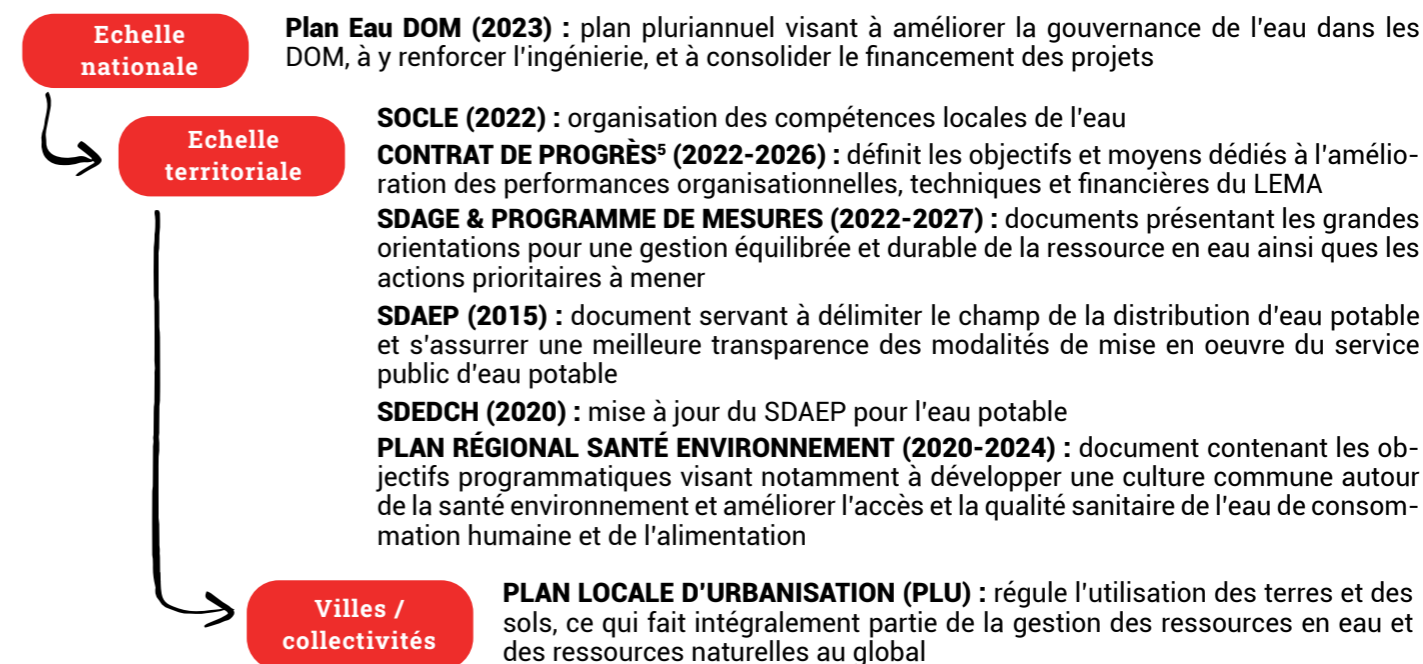 Echelle
nationale
Plan Eau DOM (2023) : plan pluriannuel visant à améliorer la gouvernance de l'eau dans les
DOM, à y renforcer l'ingénierie, et à consolider le financement des projets
Echelle
territoriale
SOCLE (2022) : organisation des compétences locales de l'eau
CONTRAT DE PROGRÈS⁵ (2022-2026) : définit les objectifs et moyens dédiés à l'amélio-
ration des performances organisationnelles, techniques et financières du LEMA
SDAGE & PROGRAMME DE MESURES (2022-2027) : documents présentant les grandes
orientations pour une gestion équilibrée et durable de la ressource en eau ainsi ques les
actions prioritaires à mener
SDAEP (2015) : document servant à délimiter le champ de la distribution d'eau potable
et s'assurrer une meilleure transparence des modalités de mise en oeuvre du service
public d'eau potable
SDEDCH (2020) : mise à jour du SDAEP pour l'eau potable
PLAN RÉGIONAL SANTÉ ENVIRONNEMENT (2020-2024) : document contenant les ob-
jectifs programmatiques visant notamment à développer une culture commune autour
de la santé environnement et améliorer l'accès et la qualité sanitaire de l'eau de consom-
mation humaine et de l'alimentation
Villes /
collectivités
PLAN LOCALE D'URBANISATION (PLU) : régule l'utilisation des terres et des
sols, ce qui fait intégralement partie de la gestion des ressources en eau et
des ressources naturelles au global